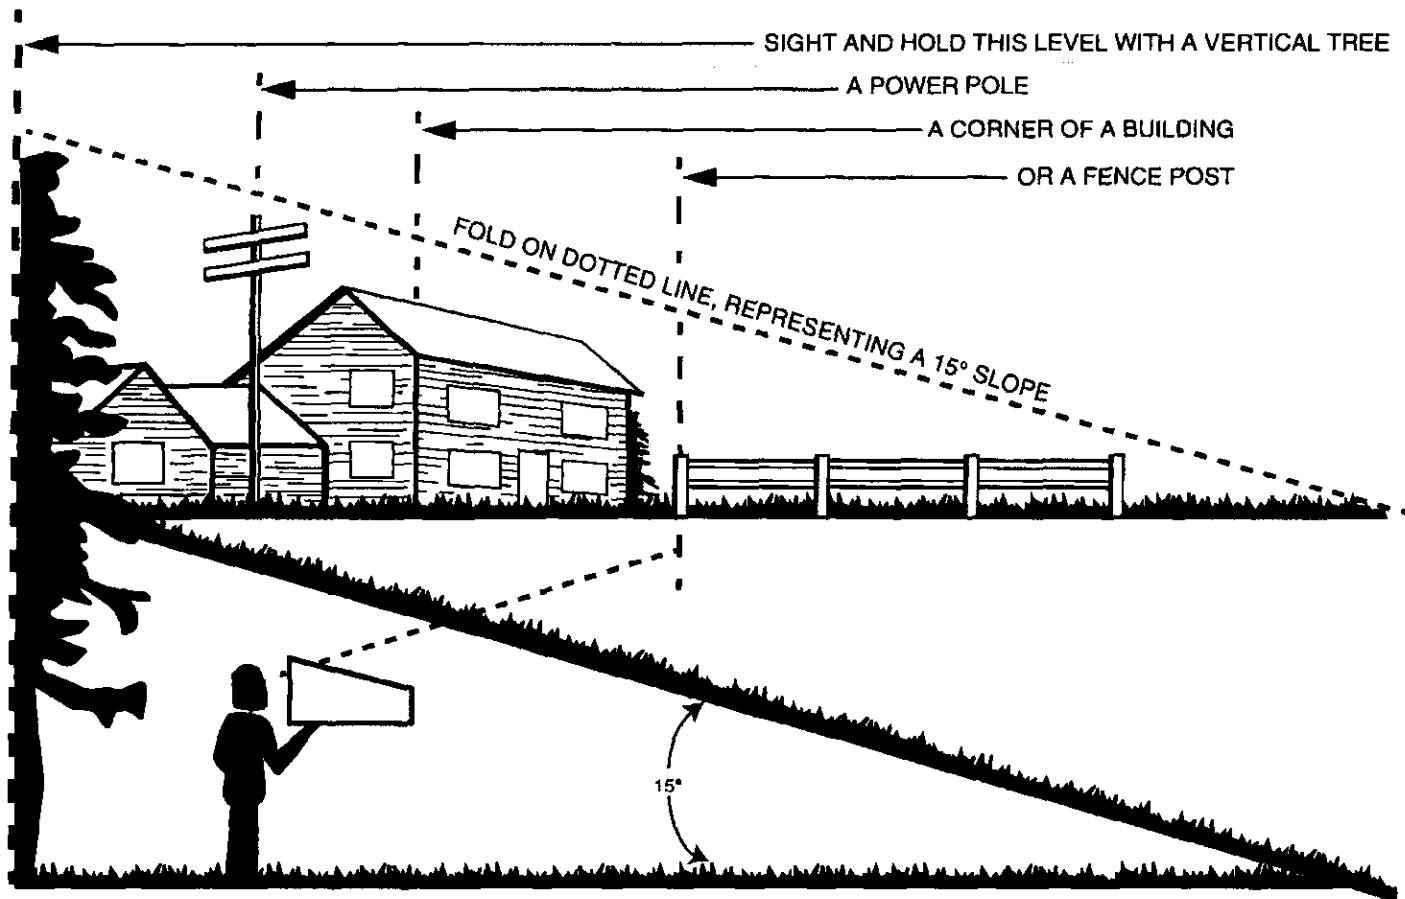 SIGHT AND HOLD THIS LEVEL WITH A VERTICAL TREE
A POWER POLE
A CORNER OF A BUILDING
OR A FENCE POST
FOLD ON DOTTED LINE, REPRESENTING A 15° SLOPE
15°